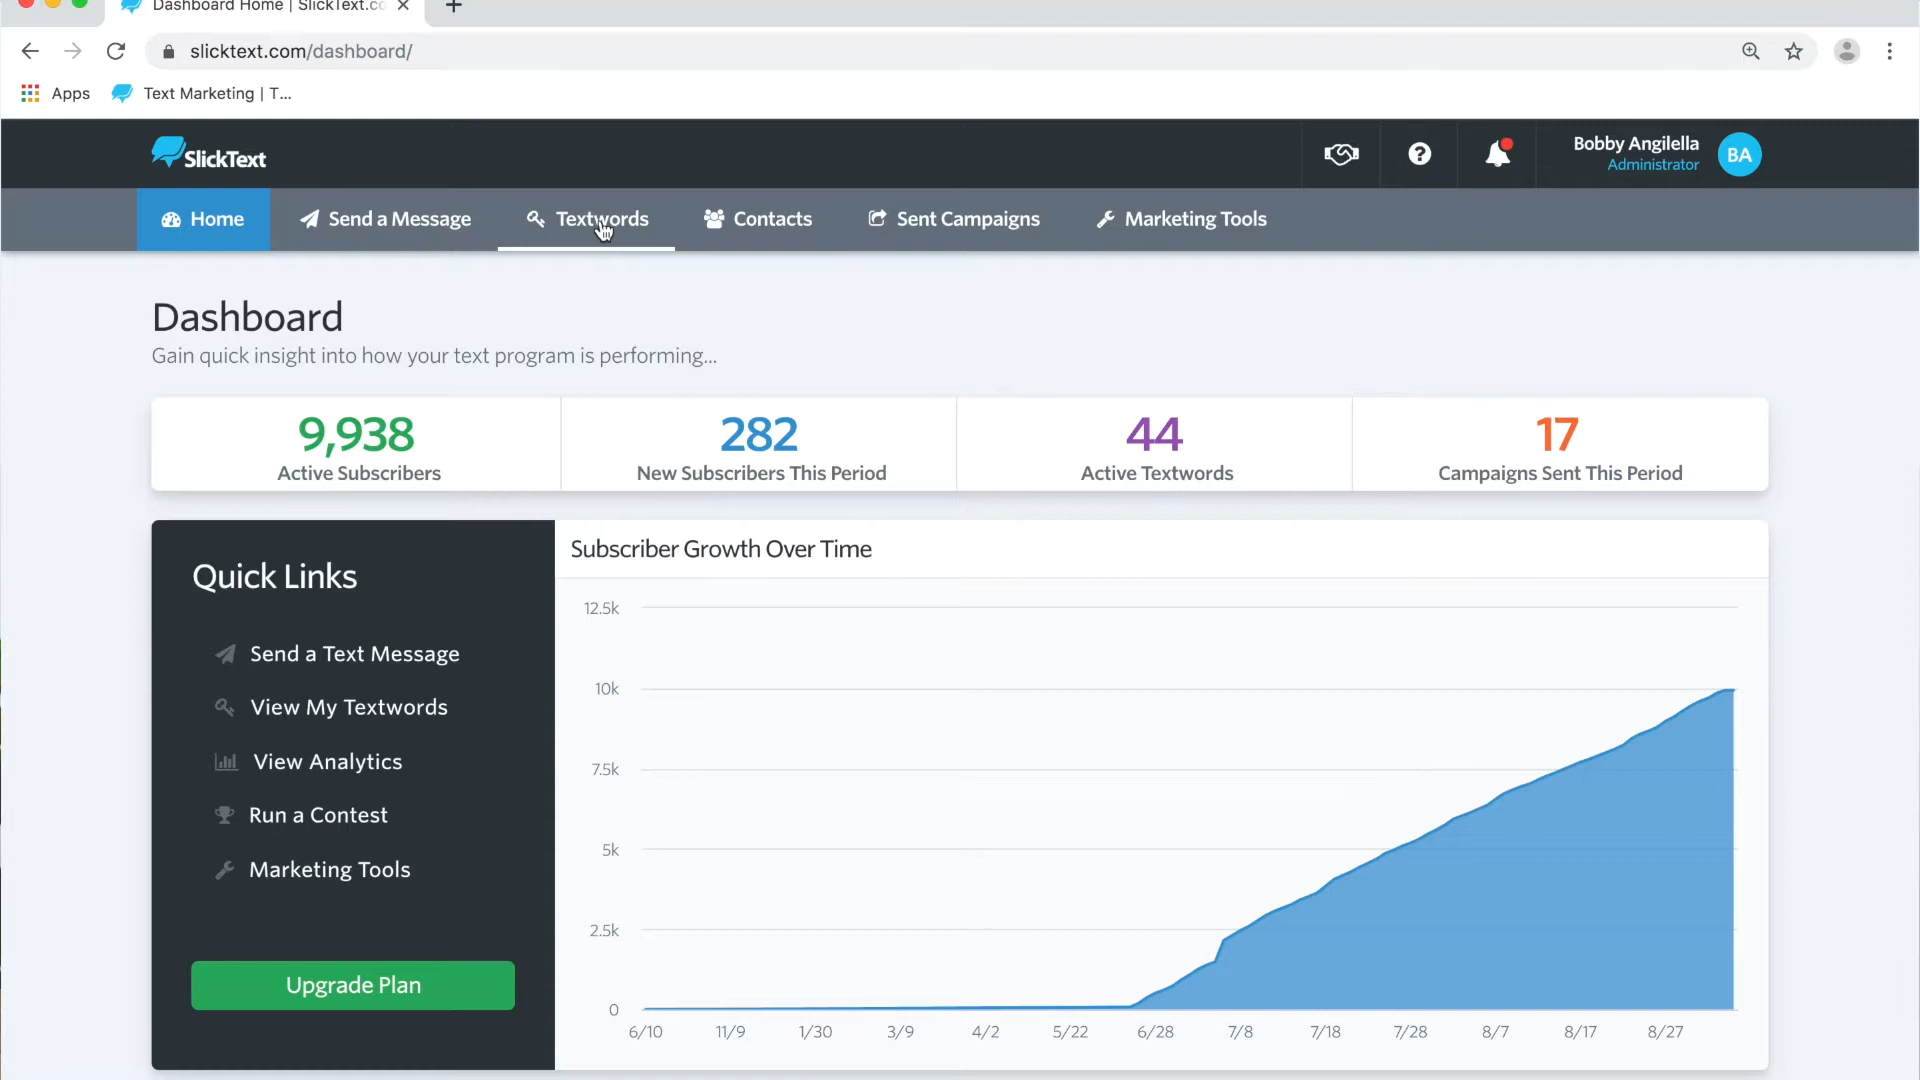 Dashboard Home | SlickText.co
slicktext.com/dashboard/
Apps
Text Marketing | T...
SlickText
Bobby Angilella
Administrator
BA
Home
Send a Message
Textwords
Contacts
Sent Campaigns
Marketing Tools
Dashboard
Gain quick insight into how your text program is performing...
9,938
Active Subscribers
282
New Subscribers This Period
44
Active Textwords
17
Campaigns Sent This Period
Quick Links
Send a Text Message
View My Textwords
View Analytics
Run a Contest
Marketing Tools
Upgrade Plan
Subscriber Growth Over Time
12.5k
10k
7.5k
5k
2.5k
0
6/10 11/9 1/30 3/9 4/2 5/22 6/28 7/8 7/18 7/28 8/7 8/17 8/27